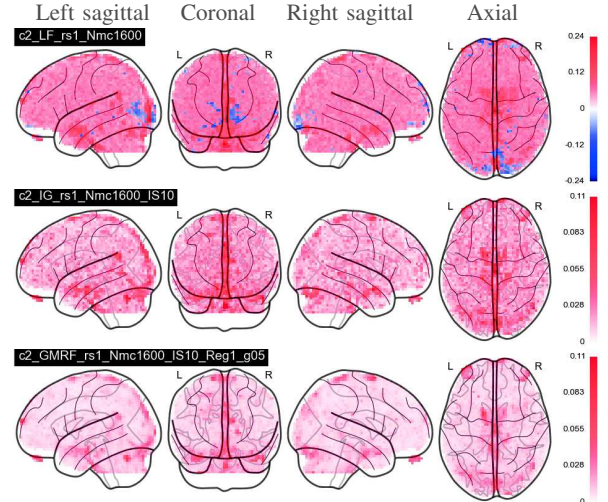 Left sagittal Coronal Right sagittal Axial
c2_LF_rs1_Nmc1600
L R L R
0.24
0.12
0
-0.12
-0.24
c2_IG_rs1_Nmc1600_IS10
L R L R
0.11
0.083
0.055
0.028
0
c2_GMRF_rs1_Nmc1600_IS10_Reg1_g05
L R L R
0.11
0.083
0.055
0.028
0